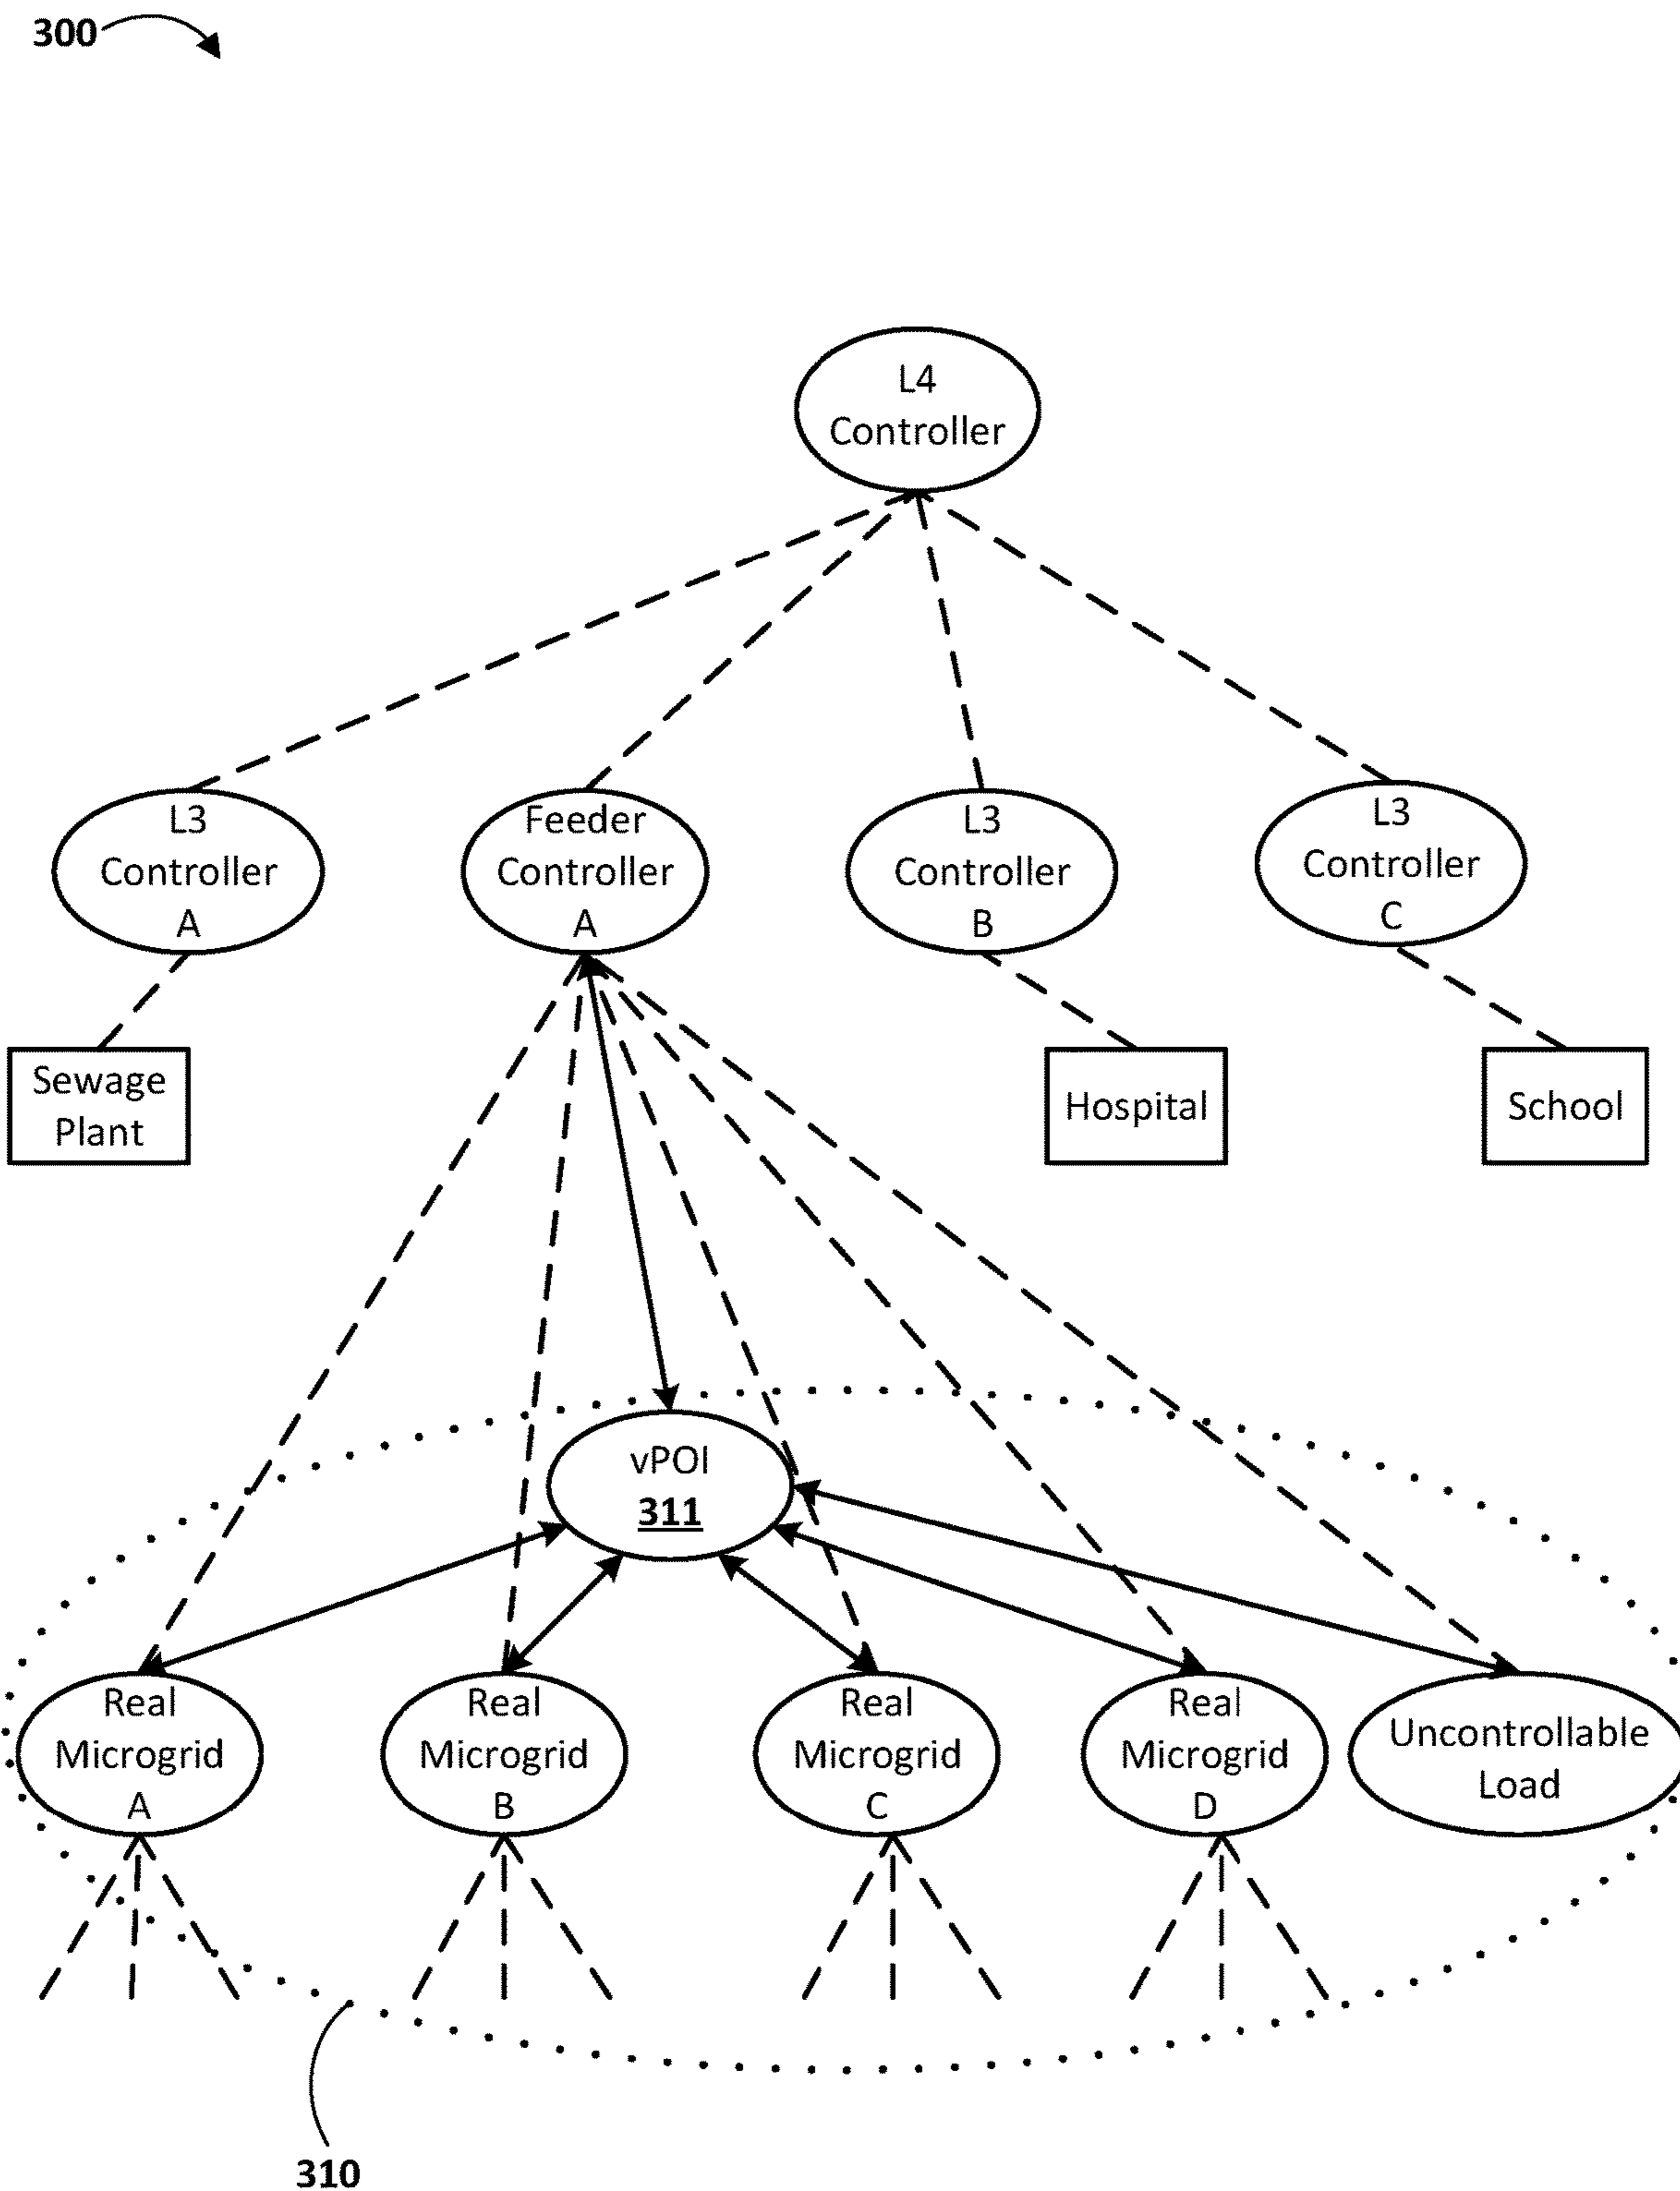 300
L4
Controller
L3
Controller
A
Feeder
Controller
A
L3
Controller
B
L3
Controller
C
Sewage
Plant
Hospital
School
vPOI
311
Real
Microgrid
A
Real
Microgrid
B
Real
Microgrid
C
Real
Microgrid
D
Uncontrollable
Load
310